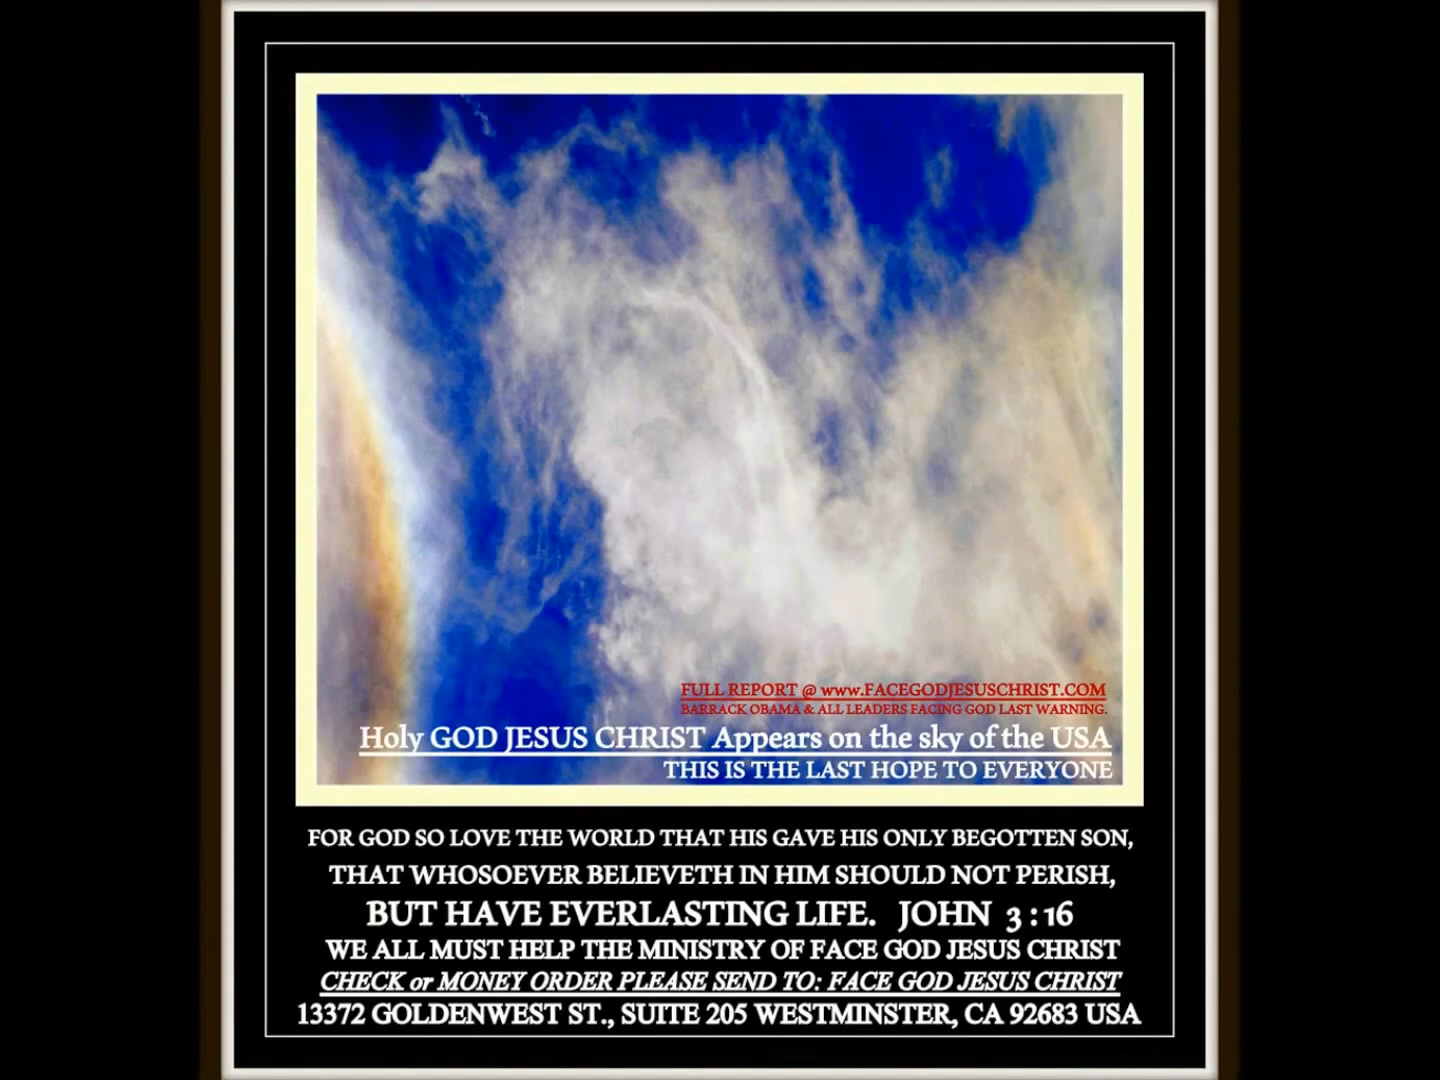 FULL REPORT @ www.FACEGODJESUSCHRIST.COM
BARRACK OBAMA & ALL LEADERS FACING GOD LAST WARNING.
Holy GOD JESUS CHRIST Appears on the sky of the USA
THIS IS THE LAST HOPE TO EVERYONE
FOR GOD SO LOVE THE WORLD THAT HIS GAVE HIS ONLY BEGOTTEN SON,
THAT WHOSOEVER BELIEVETH IN HIM SHOULD NOT PERISH,
BUT HAVE EVERLASTING LIFE. JOHN 3 : 16
WE ALL MUST HELP THE MINISTRY OF FACE GOD JESUS CHRIST
CHECK or MONEY ORDER PLEASE SEND TO: FACE GOD JESUS CHRIST
13372 GOLDENWEST ST., SUITE 205 WESTMINSTER, CA 92683 USA